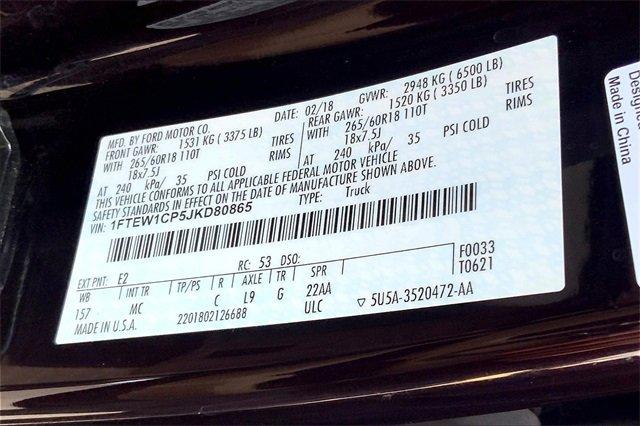 MFD. BY FORD MOTOR CO. DATE: 02/18 GVWR: 2948 KG ( 6500 LB)
FRONT GAWR: 1531 KG ( 3375 LB) REAR GAWR: 1520 KG ( 3350 LB)
WITH 265/60R18 110T TIRES WITH 265/60R18 110T TIRES
18x7.5J RIMS 18x7.5J RIMS
AT 240 kPa/ 35 PSI COLD AT 240 kPa/ 35 PSI COLD
THIS VEHICLE CONFORMS TO ALL APPLICABLE FEDERAL MOTOR VEHICLE
SAFETY STANDARDS IN EFFECT ON THE DATE OF MANUFACTURE SHOWN ABOVE.
VIN: 1FTEW1CP5JKD80865 TYPE: Truck
EXT PNT: E2 RC: 53 DSO: F0033
WB INT TR TP/PS R AXLE TR SPR T0621
157 MC C L9 G 22AA
MADE IN U.S.A. 2201802126688 ULC ▽ 5U5A-3520472-AA
Made in China